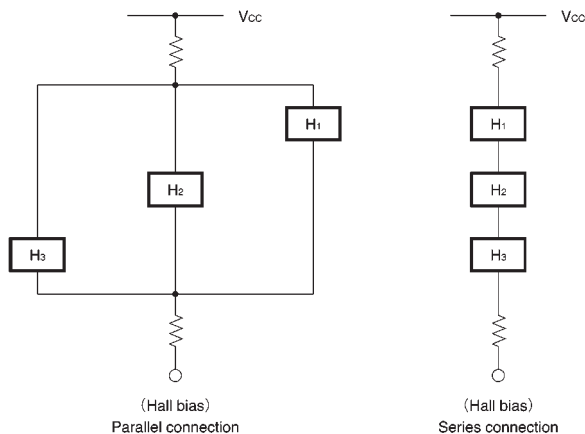 Vcc
H1
H2
H3
(Hall bias)
Parallel connection
Vcc
H1
H2
H3
(Hall bias)
Series connection